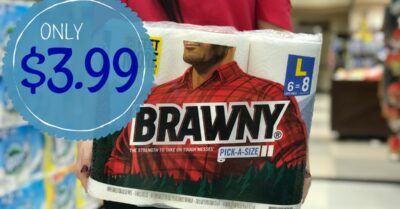 ONLY
$3.99
L
6=8
BRAWNY®
THE STRENGTH TO TAKE ON TOUGH MESSES
PICK-A-SIZE